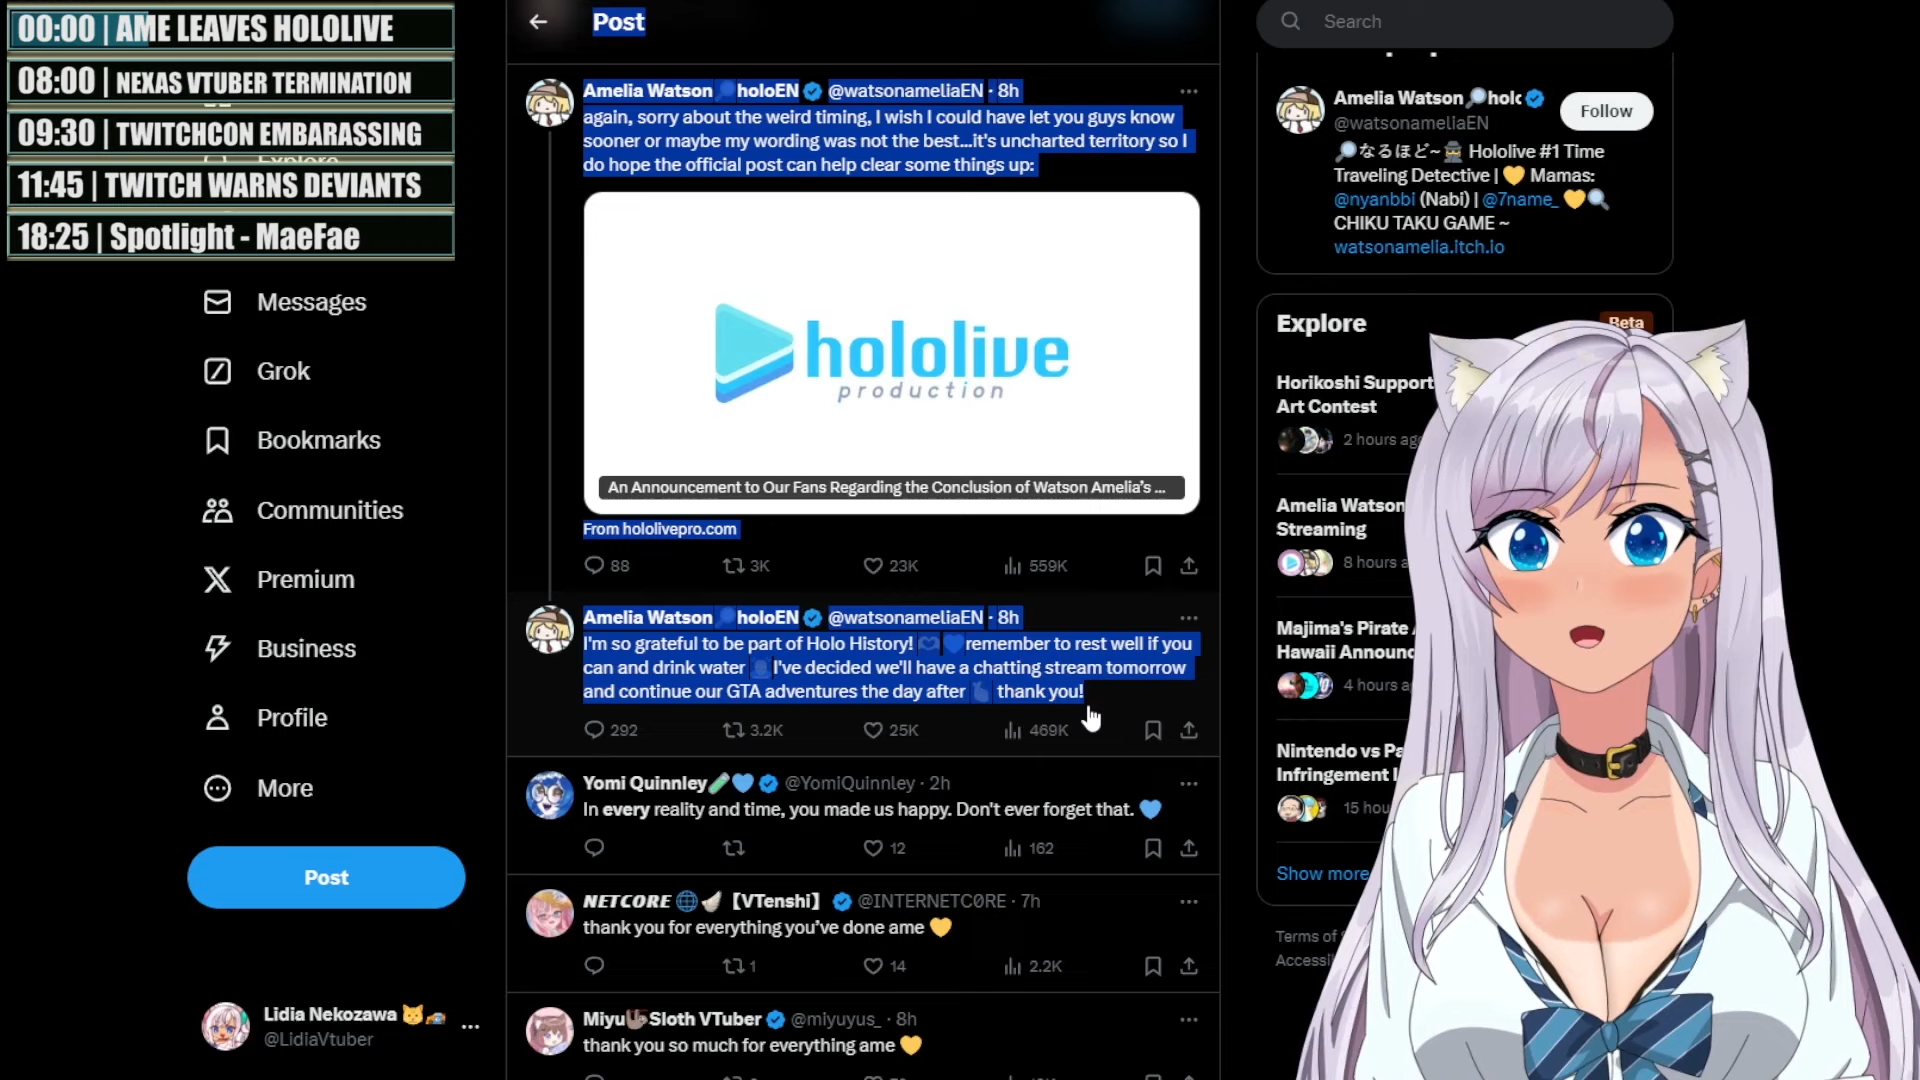 00:00 | AME LEAVES HOLOLIVE
08:00 | NEXAS VTUBER TERMINATION
09:30 | TWITCHCON EMBARASSING
11:45 | TWITCH WARNS DEVIANTS
18:25 | Spotlight - MaeFae
Messages
Grok
Bookmarks
Communities
Premium
Business
Profile
More
Post
Lidia Nekozawa
@LidiaVtuber
Post
Amelia Watson holoEN @watsonameliaEN · 8h
again, sorry about the weird timing, I wish I could have let you guys know
sooner or maybe my wording was not the best...it's uncharted territory so I
do hope the official post can help clear some things up:
hololive
production
An Announcement to Our Fans Regarding the Conclusion of Watson Amelia's ...
From hololivepro.com
88 3K 23K 559K
Amelia Watson holoEN @watsonameliaEN · 8h
I'm so grateful to be part of Holo History! remember to rest well if you
can and drink water I've decided we'll have a chatting stream tomorrow
and continue our GTA adventures the day after thank you!
292 3.2K 25K 469K
Yomi Quinnley @YomiQuinnley · 2h
In every reality and time, you made us happy. Don't ever forget that.
12 162
NETCORE 【VTenshi】 @INTERNETC0RE · 7h
thank you for everything you've done ame
1 14 2.2K
Miyu Sloth VTuber @miyuyus_ · 8h
thank you so much for everything ame
Search
Amelia Watson holo
@watsonameliaEN
Follow
なるほど~ Hololive #1 Time
Traveling Detective | Mamas:
@nyanbbi (Nabi) | @7name_
CHIKU TAKU GAME ~
watsonamelia.itch.io
Explore
Beta
Horikoshi Support
Art Contest
2 hours ago
Amelia Watson
Streaming
8 hours a
Majima's Pirate
Hawaii Announc
4 hours a
Nintendo vs Pa
Infringement
15 hou
Show more
Terms of
Accessi